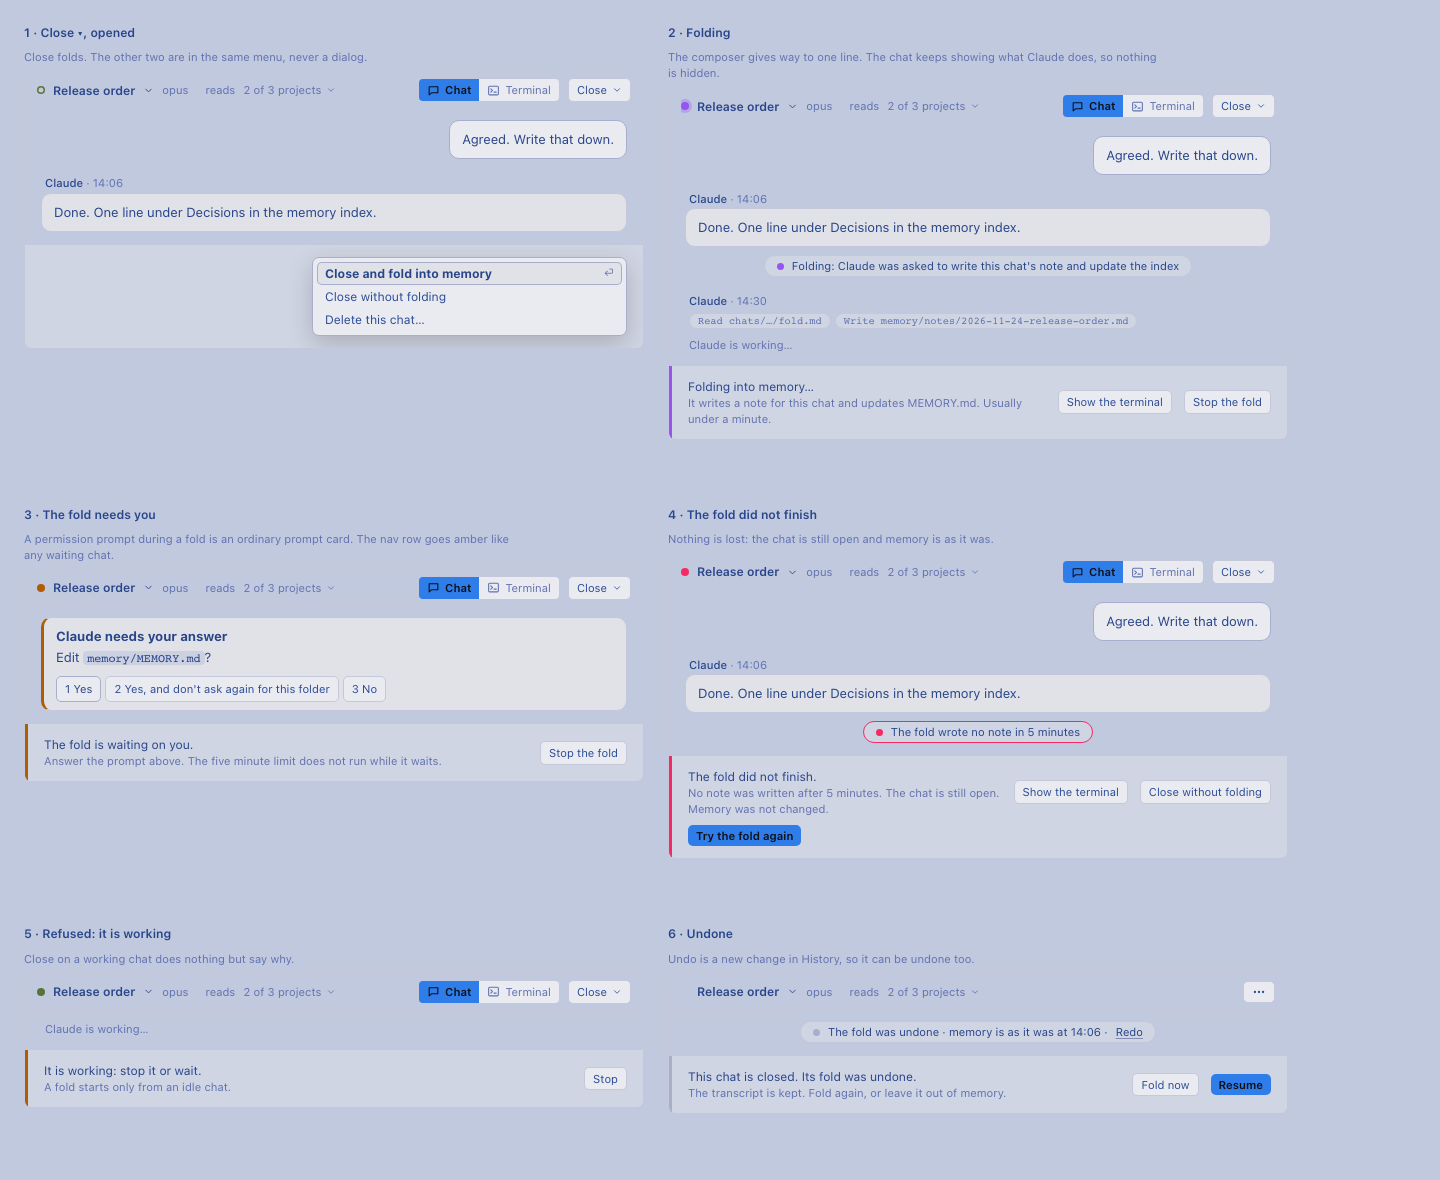 1 · Close ▾, opened
Close folds. The other two are in the same menu, never a dialog.
Release order opus reads 2 of 3 projects Chat Terminal Close
Agreed. Write that down.
Claude · 14:06
Done. One line under Decisions in the memory index.
Close and fold into memory
Close without folding
Delete this chat…
2 · Folding
The composer gives way to one line. The chat keeps showing what Claude does, so nothing
is hidden.
Release order opus reads 2 of 3 projects Chat Terminal Close
Agreed. Write that down.
Claude · 14:06
Done. One line under Decisions in the memory index.
Folding: Claude was asked to write this chat's note and update the index
Claude · 14:30
Read chats/…/fold.md Write memory/notes/2026-11-24-release-order.md
Claude is working…
Folding into memory…
It writes a note for this chat and updates MEMORY.md. Usually
under a minute.
Show the terminal Stop the fold
3 · The fold needs you
A permission prompt during a fold is an ordinary prompt card. The nav row goes amber like
any waiting chat.
Release order opus reads 2 of 3 projects Chat Terminal Close
Claude needs your answer
Edit memory/MEMORY.md?
1 Yes 2 Yes, and don't ask again for this folder 3 No
The fold is waiting on you.
Answer the prompt above. The five minute limit does not run while it waits.
Stop the fold
4 · The fold did not finish
Nothing is lost: the chat is still open and memory is as it was.
Release order opus reads 2 of 3 projects Chat Terminal Close
Agreed. Write that down.
Claude · 14:06
Done. One line under Decisions in the memory index.
The fold wrote no note in 5 minutes
The fold did not finish.
No note was written after 5 minutes. The chat is still open.
Memory was not changed.
Show the terminal Close without folding
Try the fold again
5 · Refused: it is working
Close on a working chat does nothing but say why.
Release order opus reads 2 of 3 projects Chat Terminal Close
Claude is working…
It is working: stop it or wait.
A fold starts only from an idle chat.
Stop
6 · Undone
Undo is a new change in History, so it can be undone too.
Release order opus reads 2 of 3 projects ···
The fold was undone · memory is as it was at 14:06 · Redo
This chat is closed. Its fold was undone.
The transcript is kept. Fold again, or leave it out of memory.
Fold now Resume